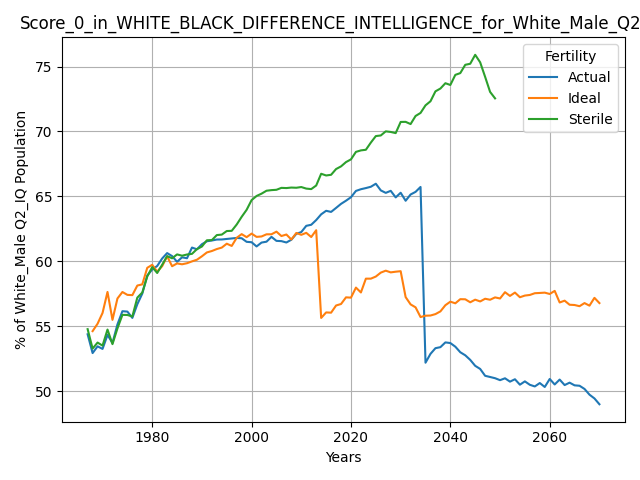 Score_0_in_WHITE_BLACK_DIFFERENCE_INTELLIGENCE_for_White_Male_Q2
Fertility
Actual
Ideal
Sterile
% of White_Male Q2_IQ Population
75
70
65
60
55
50
1980
2000
2020
2040
2060
Years